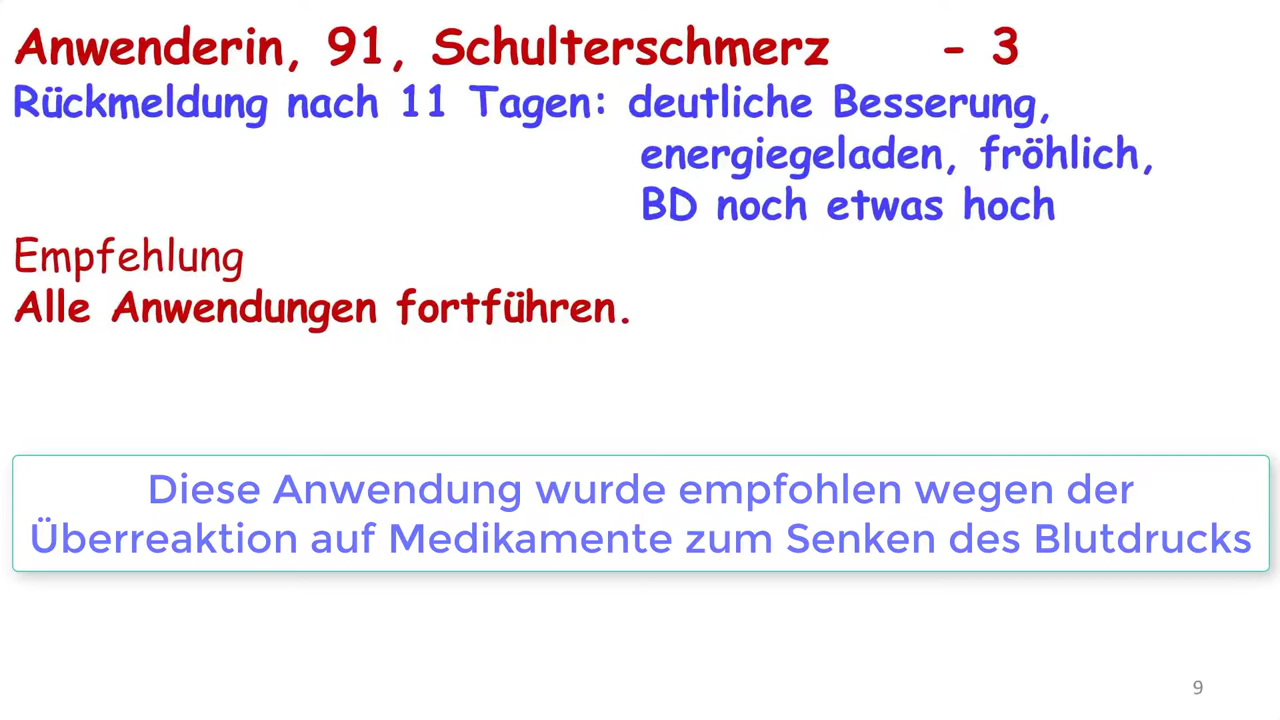 Anwenderin, 91, Schulterschmerz - 3
Rückmeldung nach 11 Tagen: deutliche Besserung,
energiegeladen, fröhlich,
BD noch etwas hoch
Empfehlung
Alle Anwendungen fortführen.
Diese Anwendung wurde empfohlen wegen der
Überreaktion auf Medikamente zum Senken des Blutdrucks
9